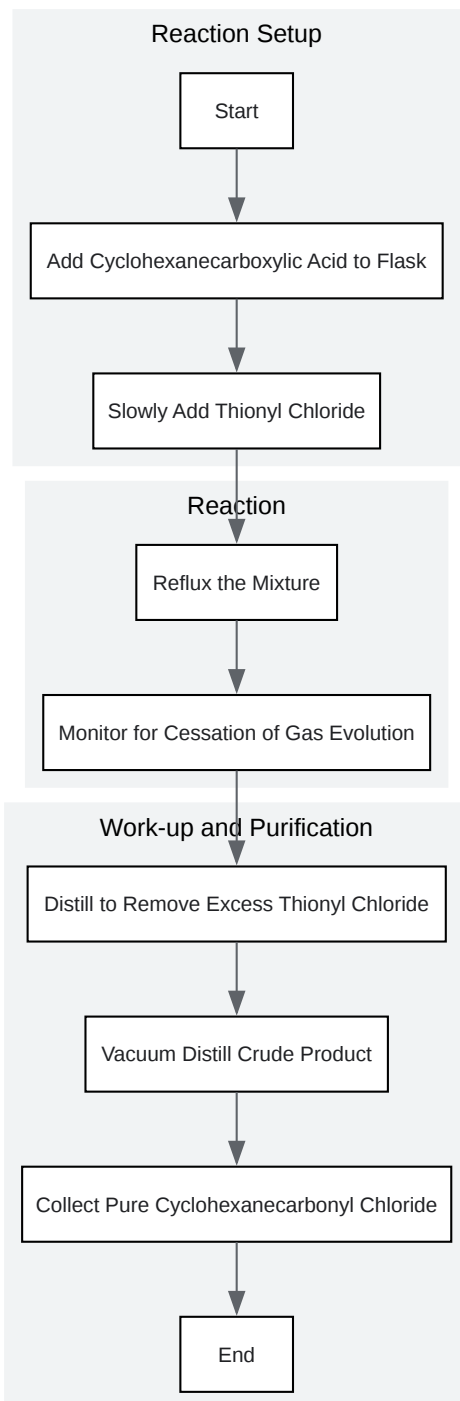 Reaction Setup
Start
Add Cyclohexanecarboxylic Acid to Flask
Slowly Add Thionyl Chloride
Reaction
Reflux the Mixture
Monitor for Cessation of Gas Evolution
Work-up and Purification
Distill to Remove Excess Thionyl Chloride
Vacuum Distill Crude Product
Collect Pure Cyclohexanecarbonyl Chloride
End